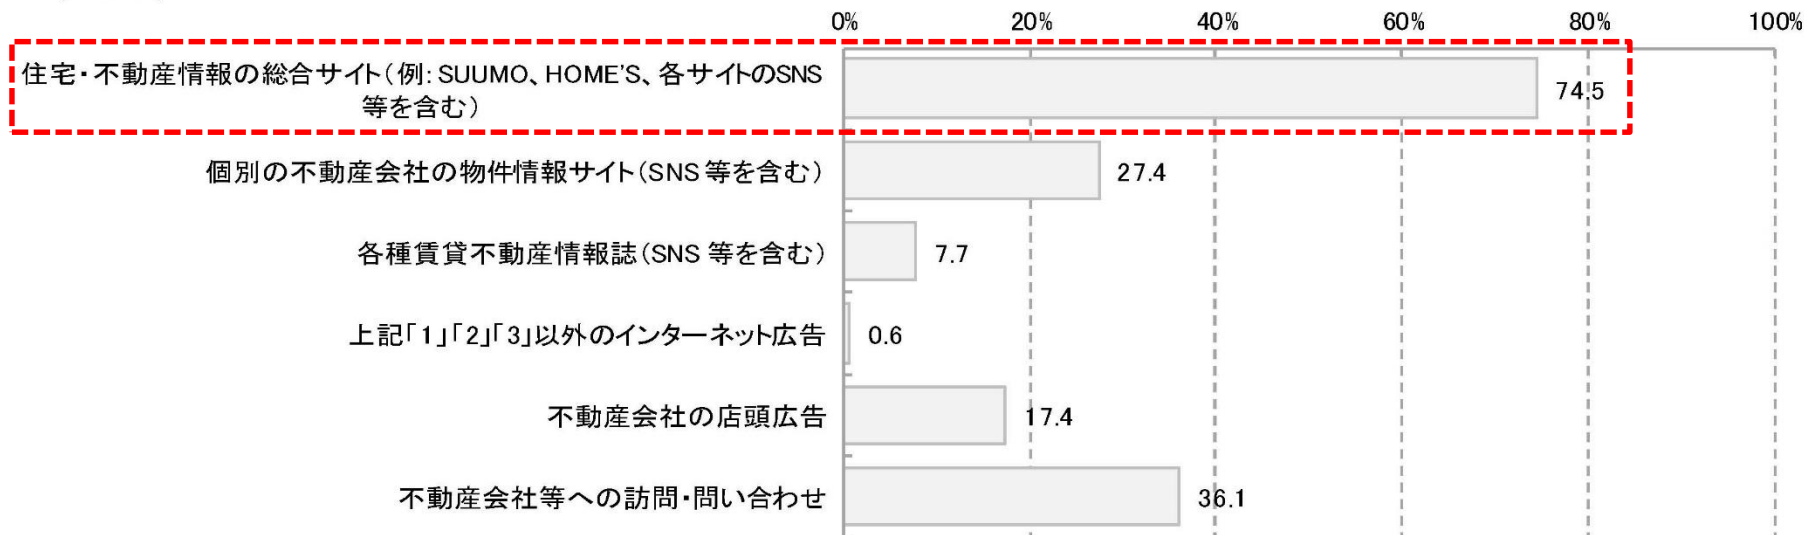 0% 20% 40% 60% 80% 100%
住宅・不動産情報の総合サイト(例: SUUMO、HOME'S、各サイトのSNS
等を含む) 74.5
個別の不動産会社の物件情報サイト(SNS 等を含む) 27.4
各種賃貸不動産情報誌(SNS 等を含む) 7.7
上記「1」「2」「3」以外のインターネット広告 0.6
不動産会社の店頭広告 17.4
不動産会社等への訪問・問い合わせ 36.1